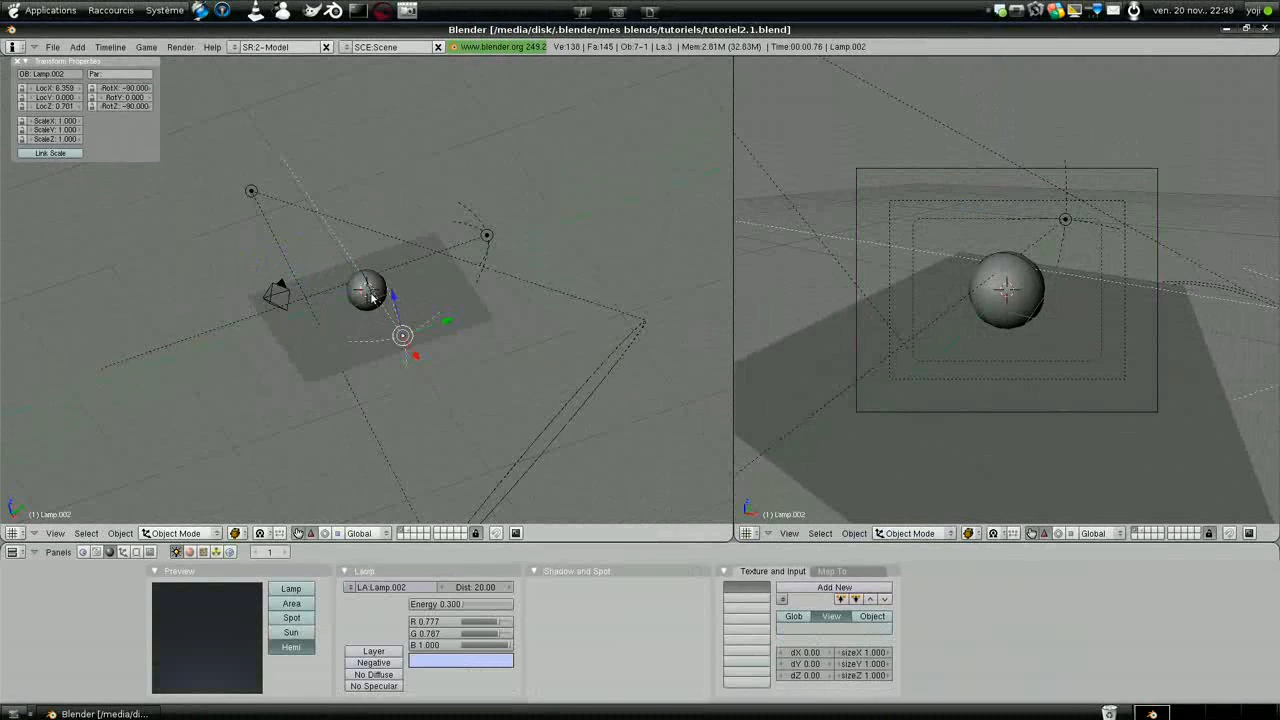 Applications Raccourcis Système ven. 20 nov., 22:49 yoji
Blender [/media/disk/.blender/mes blends/tutoriels/tutoriel2.1.blend]
File Add Timeline Game Render Help SR:2-Model SCE:Scene www.blender.org 249.2 Ve:138 | Fa:145 | Ob:7-1 | La:3 | Mem:2.81M (32.83M) | Time:00:00.76 | Lamp.002
Transform Properties
OB: Lamp.002 Par:
LocX: 6.359 RotX: -90.000
LocY: 0.000 RotY: 0.000
LocZ: 0.761 RotZ: -90.000
ScaleX: 1.000
ScaleY: 1.000
ScaleZ: 1.000
Link Scale
(1) Lamp.002 (1) Lamp.002
View Select Object Object Mode Global View Select Object Object Mode Global
Panels 1
Preview Lamp Shadow and Spot Texture and Input Map To
Lamp LA:Lamp.002 Dist: 20.00 Add New
Area Energy 0.300
Spot R 0.777 Glob View Object
Sun G 0.787
Hemi B 1.000
Layer dX 0.00 sizeX 1.000
Negative dY 0.00 sizeY 1.000
No Diffuse dZ 0.00 sizeZ 1.000
No Specular
Blender [/media/di...